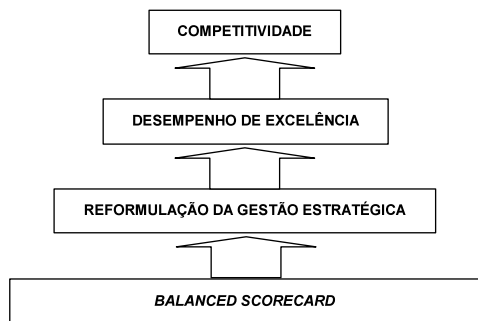 COMPETITIVIDADE
DESEMPENHO DE EXCELÊNCIA
REFORMULAÇÃO DA GESTÃO ESTRATÉGICA
BALANCED SCORECARD